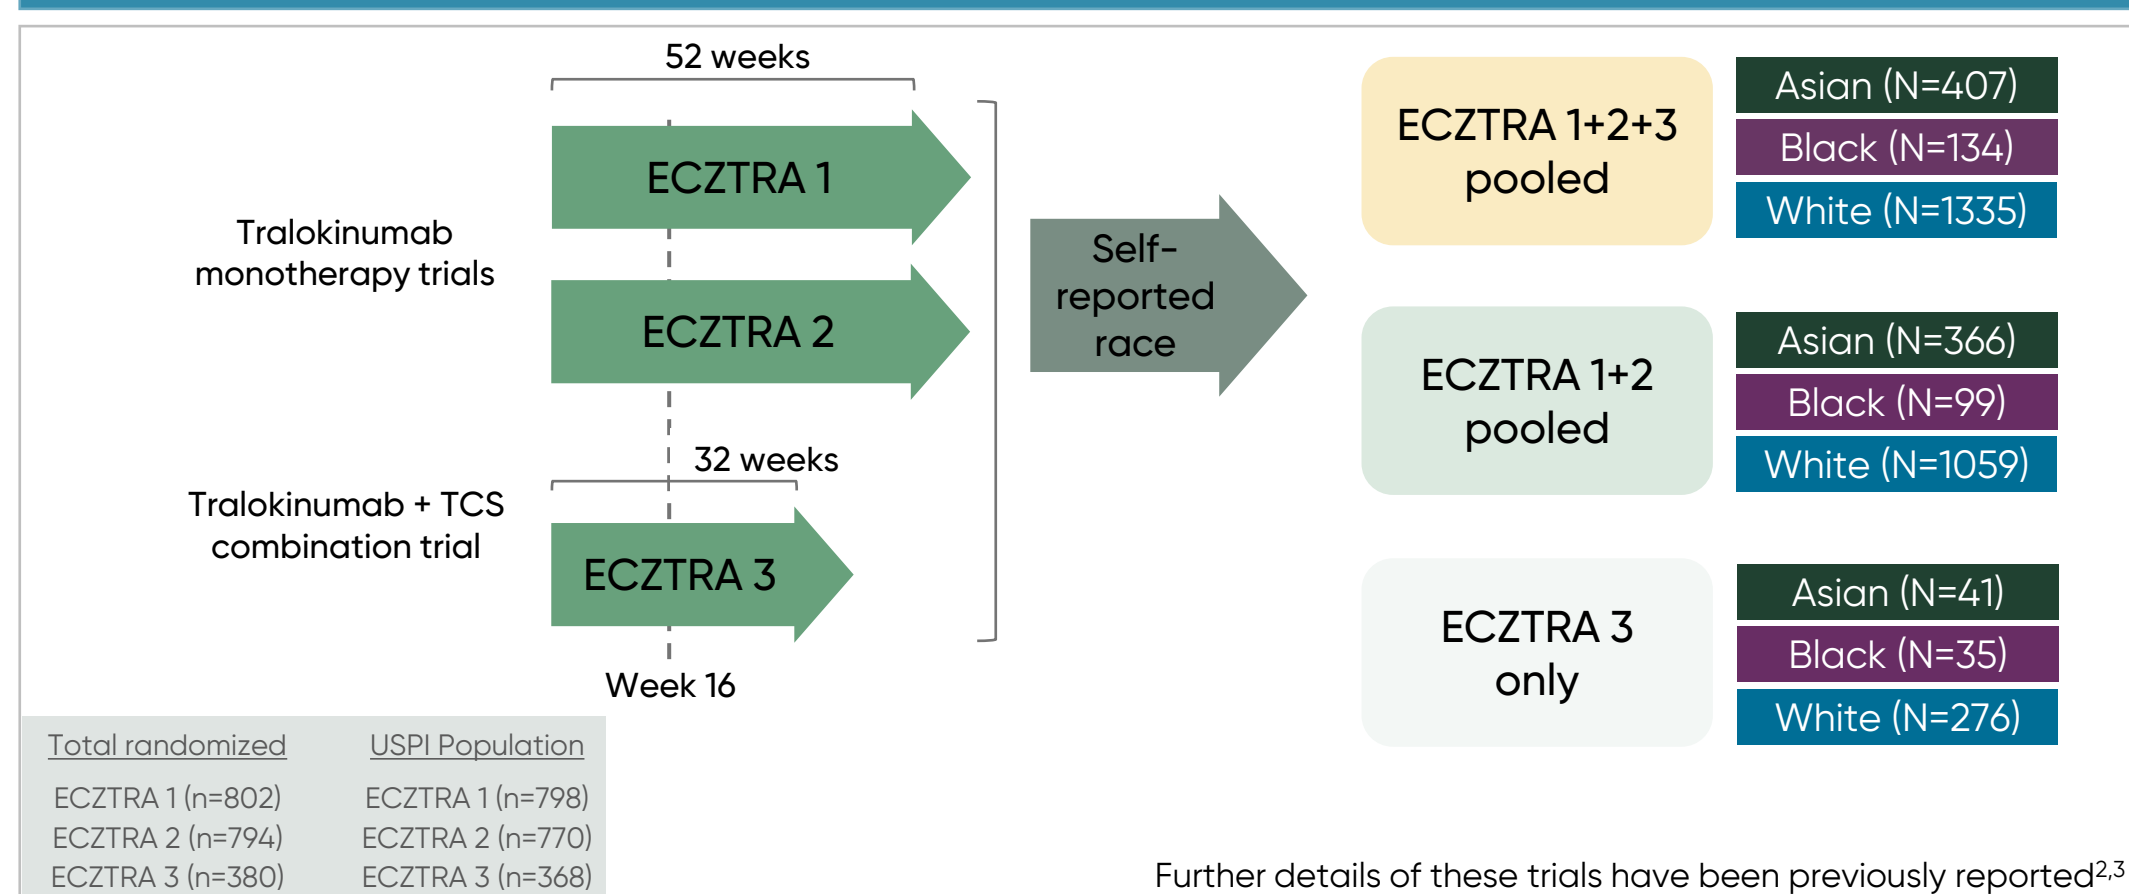 52 weeks
ECZTRA 1
Tralokinumab
monotherapy trials
ECZTRA 2
32 weeks
Tralokinumab + TCS
combination trial
ECZTRA 3
Week 16
Self-
reported
race
ECZTRA 1+2+3
pooled
Asian (N=407)
Black (N=134)
White (N=1335)
ECZTRA 1+2
pooled
Asian (N=366)
Black (N=99)
White (N=1059)
ECZTRA 3
only
Asian (N=41)
Black (N=35)
White (N=276)
Total randomized
ECZTRA 1 (n=802)
ECZTRA 2 (n=794)
ECZTRA 3 (n=380)
USPI Population
ECZTRA 1 (n=798)
ECZTRA 2 (n=770)
ECZTRA 3 (n=368)
Further details of these trials have been previously reported2,3